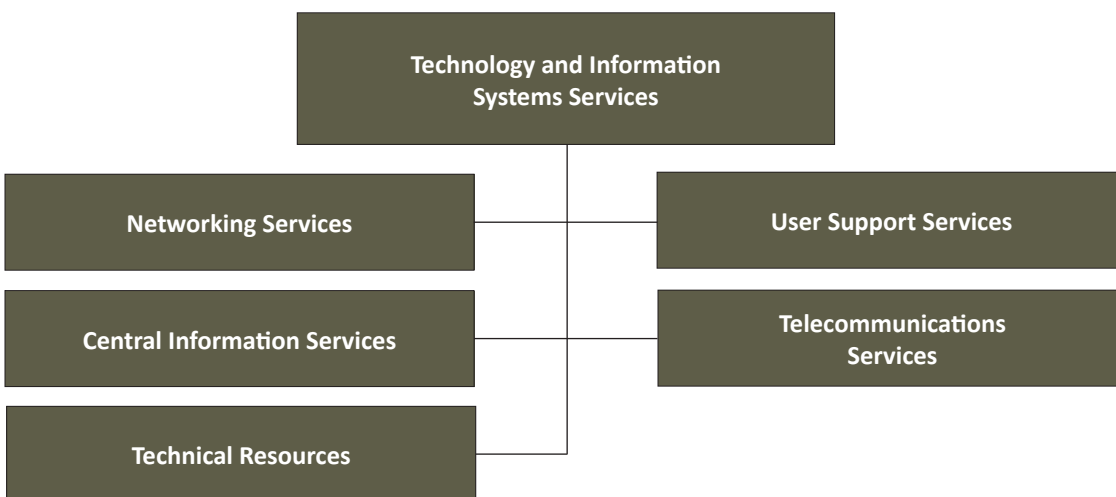 Technology and Information
Systems Services
Networking Services
User Support Services
Central Information Services
Telecommunications
Services
Technical Resources